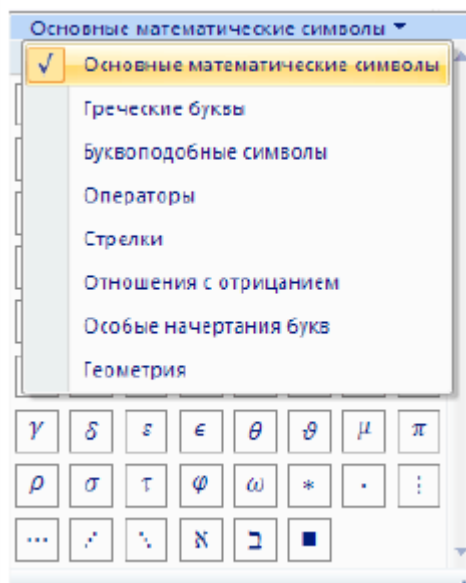 Основные математические символы
√ Основные математические символы
Греческие буквы
Буквоподобные символы
Операторы
Стрелки
Отношения с отрицанием
Особые начертания букв
Геометрия
γ δ ε ϵ θ ϑ μ π
ρ σ τ φ ω * · ⋮
⋯ ⋰ ⋱ ℵ ℶ ■